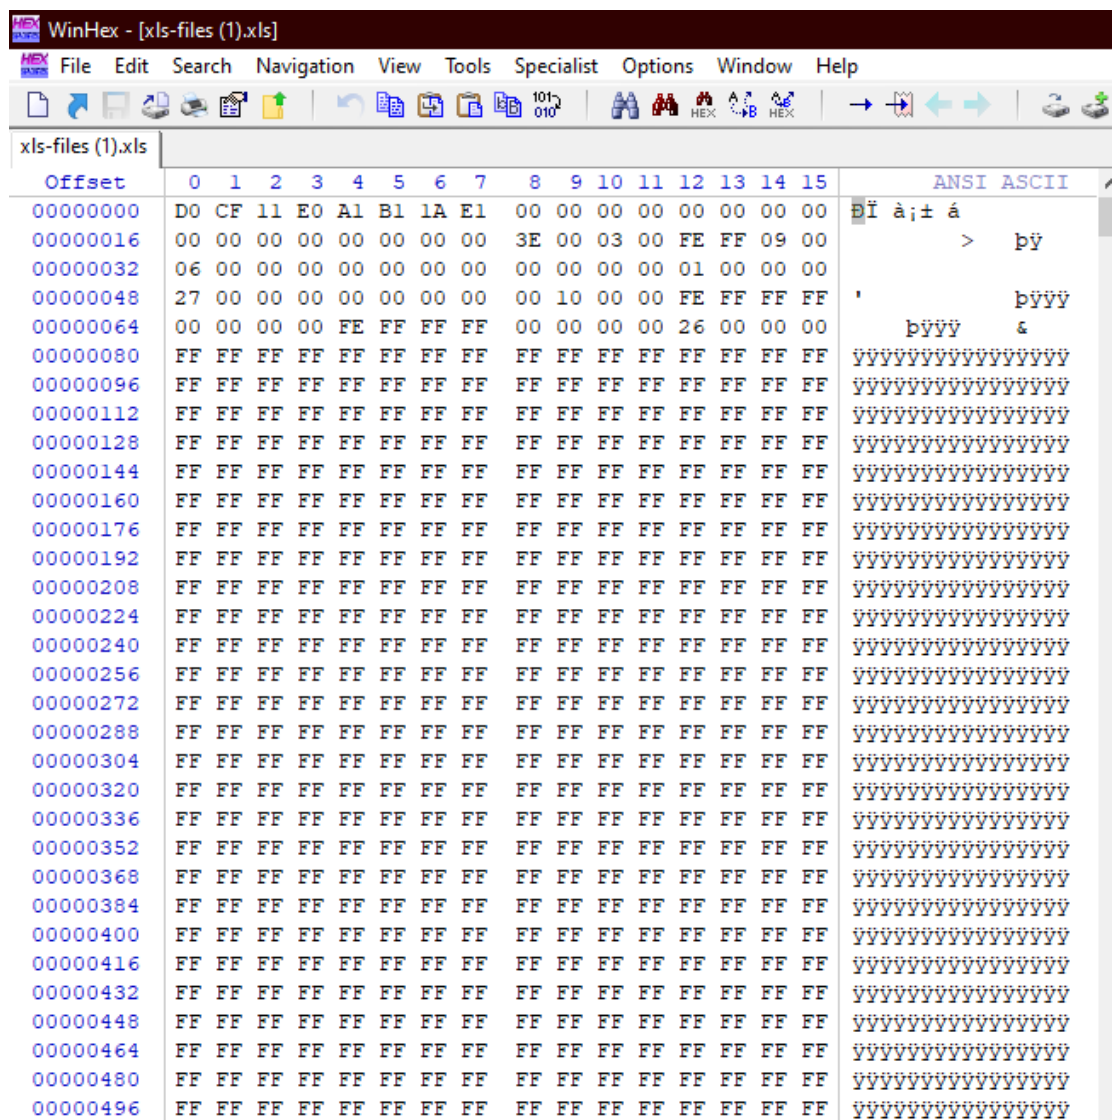 HEX WinHex - [xls-files (1).xls]
HEX File Edit Search Navigation View Tools Specialist Options Window Help
101 010 HEX B HEX
xls-files (1).xls
Offset 0 1 2 3 4 5 6 7 8 9 10 11 12 13 14 15 ANSI ASCII
00000000 D0 CF 11 E0 A1 B1 1A E1 00 00 00 00 00 00 00 00 ÐÏ à¡± á
00000016 00 00 00 00 00 00 00 00 3E 00 03 00 FE FF 09 00 > þÿ
00000032 06 00 00 00 00 00 00 00 00 00 00 00 01 00 00 00
00000048 27 00 00 00 00 00 00 00 00 10 00 00 FE FF FF FF ' þÿÿÿ
00000064 00 00 00 00 FE FF FF FF 00 00 00 00 26 00 00 00 þÿÿÿ &
00000080 FF FF FF FF FF FF FF FF FF FF FF FF FF FF FF FF ÿÿÿÿÿÿÿÿÿÿÿÿÿÿÿÿ
00000096 FF FF FF FF FF FF FF FF FF FF FF FF FF FF FF FF ÿÿÿÿÿÿÿÿÿÿÿÿÿÿÿÿ
00000112 FF FF FF FF FF FF FF FF FF FF FF FF FF FF FF FF ÿÿÿÿÿÿÿÿÿÿÿÿÿÿÿÿ
00000128 FF FF FF FF FF FF FF FF FF FF FF FF FF FF FF FF ÿÿÿÿÿÿÿÿÿÿÿÿÿÿÿÿ
00000144 FF FF FF FF FF FF FF FF FF FF FF FF FF FF FF FF ÿÿÿÿÿÿÿÿÿÿÿÿÿÿÿÿ
00000160 FF FF FF FF FF FF FF FF FF FF FF FF FF FF FF FF ÿÿÿÿÿÿÿÿÿÿÿÿÿÿÿÿ
00000176 FF FF FF FF FF FF FF FF FF FF FF FF FF FF FF FF ÿÿÿÿÿÿÿÿÿÿÿÿÿÿÿÿ
00000192 FF FF FF FF FF FF FF FF FF FF FF FF FF FF FF FF ÿÿÿÿÿÿÿÿÿÿÿÿÿÿÿÿ
00000208 FF FF FF FF FF FF FF FF FF FF FF FF FF FF FF FF ÿÿÿÿÿÿÿÿÿÿÿÿÿÿÿÿ
00000224 FF FF FF FF FF FF FF FF FF FF FF FF FF FF FF FF ÿÿÿÿÿÿÿÿÿÿÿÿÿÿÿÿ
00000240 FF FF FF FF FF FF FF FF FF FF FF FF FF FF FF FF ÿÿÿÿÿÿÿÿÿÿÿÿÿÿÿÿ
00000256 FF FF FF FF FF FF FF FF FF FF FF FF FF FF FF FF ÿÿÿÿÿÿÿÿÿÿÿÿÿÿÿÿ
00000272 FF FF FF FF FF FF FF FF FF FF FF FF FF FF FF FF ÿÿÿÿÿÿÿÿÿÿÿÿÿÿÿÿ
00000288 FF FF FF FF FF FF FF FF FF FF FF FF FF FF FF FF ÿÿÿÿÿÿÿÿÿÿÿÿÿÿÿÿ
00000304 FF FF FF FF FF FF FF FF FF FF FF FF FF FF FF FF ÿÿÿÿÿÿÿÿÿÿÿÿÿÿÿÿ
00000320 FF FF FF FF FF FF FF FF FF FF FF FF FF FF FF FF ÿÿÿÿÿÿÿÿÿÿÿÿÿÿÿÿ
00000336 FF FF FF FF FF FF FF FF FF FF FF FF FF FF FF FF ÿÿÿÿÿÿÿÿÿÿÿÿÿÿÿÿ
00000352 FF FF FF FF FF FF FF FF FF FF FF FF FF FF FF FF ÿÿÿÿÿÿÿÿÿÿÿÿÿÿÿÿ
00000368 FF FF FF FF FF FF FF FF FF FF FF FF FF FF FF FF ÿÿÿÿÿÿÿÿÿÿÿÿÿÿÿÿ
00000384 FF FF FF FF FF FF FF FF FF FF FF FF FF FF FF FF ÿÿÿÿÿÿÿÿÿÿÿÿÿÿÿÿ
00000400 FF FF FF FF FF FF FF FF FF FF FF FF FF FF FF FF ÿÿÿÿÿÿÿÿÿÿÿÿÿÿÿÿ
00000416 FF FF FF FF FF FF FF FF FF FF FF FF FF FF FF FF ÿÿÿÿÿÿÿÿÿÿÿÿÿÿÿÿ
00000432 FF FF FF FF FF FF FF FF FF FF FF FF FF FF FF FF ÿÿÿÿÿÿÿÿÿÿÿÿÿÿÿÿ
00000448 FF FF FF FF FF FF FF FF FF FF FF FF FF FF FF FF ÿÿÿÿÿÿÿÿÿÿÿÿÿÿÿÿ
00000464 FF FF FF FF FF FF FF FF FF FF FF FF FF FF FF FF ÿÿÿÿÿÿÿÿÿÿÿÿÿÿÿÿ
00000480 FF FF FF FF FF FF FF FF FF FF FF FF FF FF FF FF ÿÿÿÿÿÿÿÿÿÿÿÿÿÿÿÿ
00000496 FF FF FF FF FF FF FF FF FF FF FF FF FF FF FF FF ÿÿÿÿÿÿÿÿÿÿÿÿÿÿÿÿ